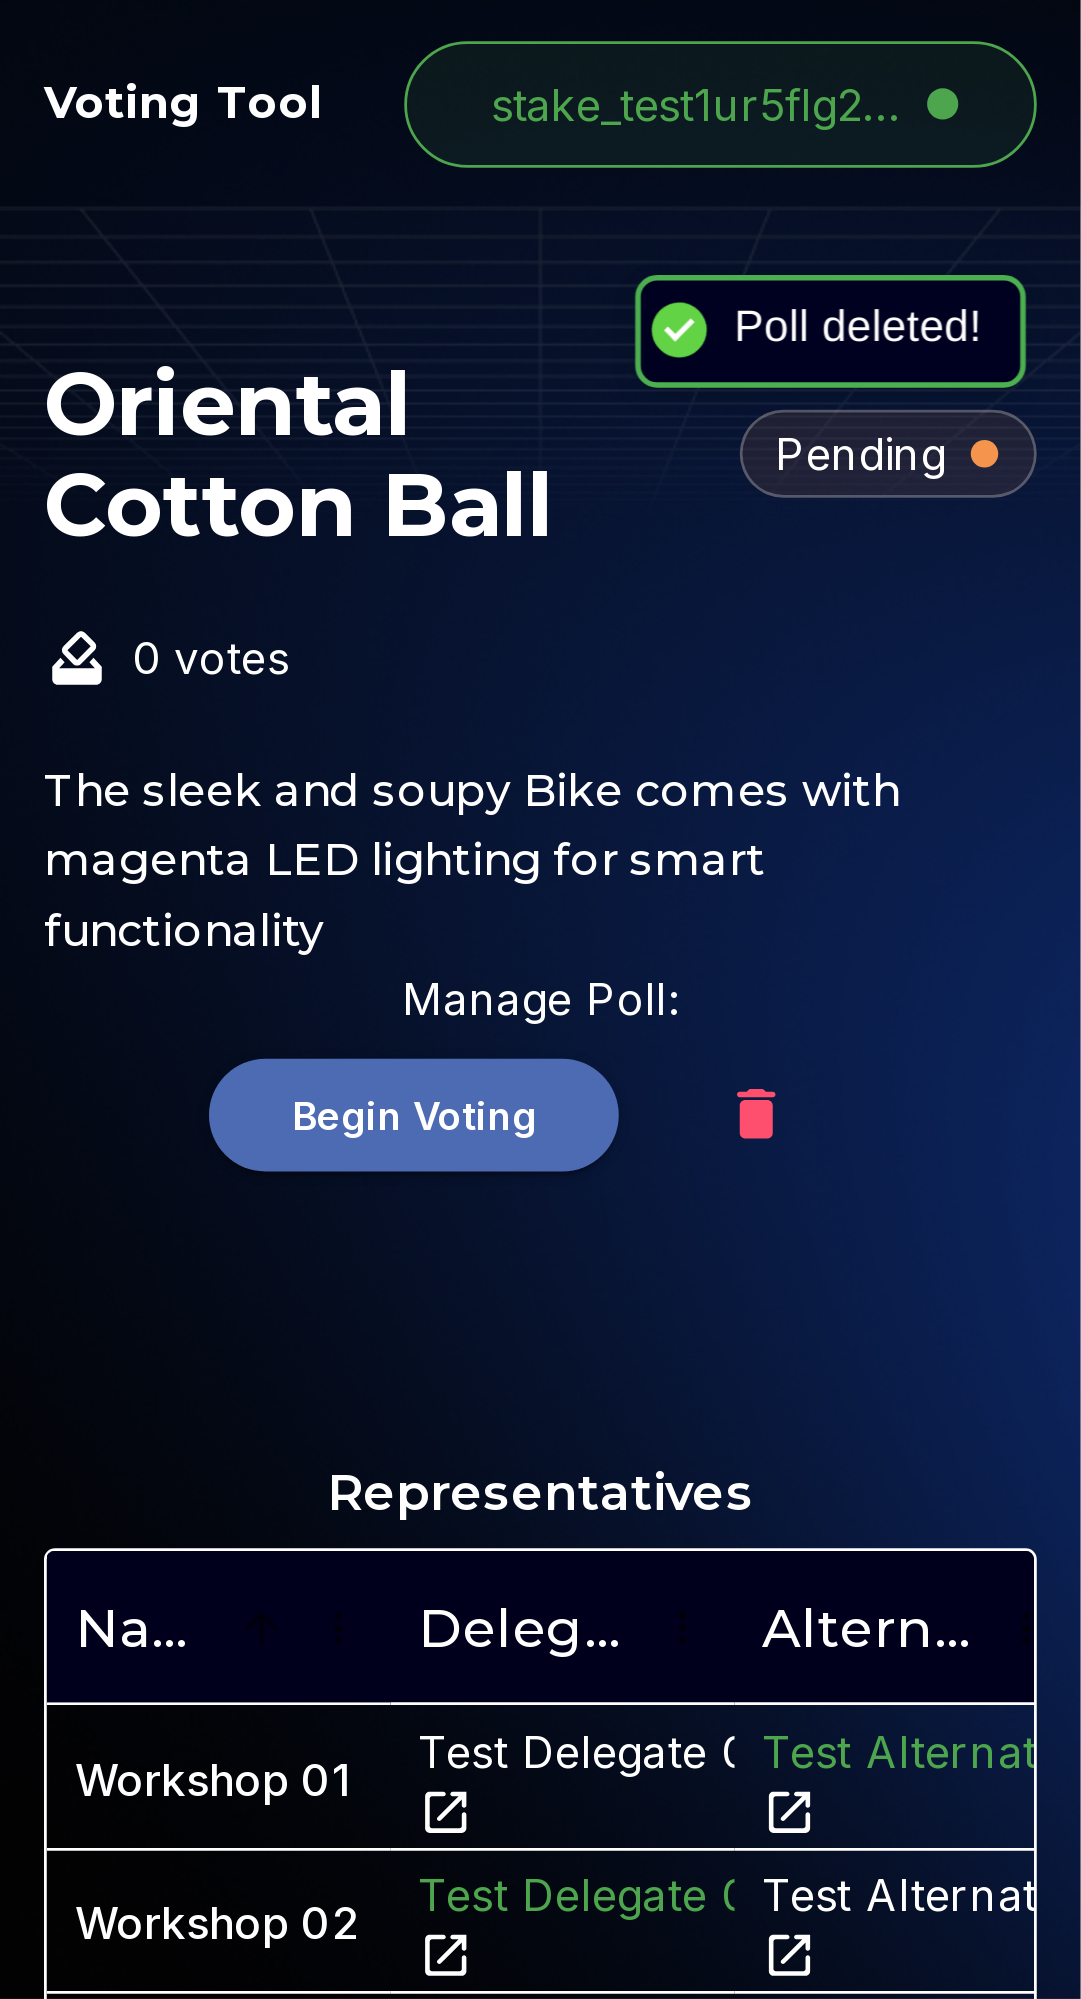 Voting Tool
stake_test1ur5flg2...
Poll deleted!
Oriental
Cotton Ball
Pending
0 votes
The sleek and soupy Bike comes with
magenta LED lighting for smart
functionality
Manage Poll:
Begin Voting
Representatives
Na... Deleg... Altern...
Workshop 01 Test Delegate Test Alternat
Workshop 02 Test Delegate Test Alternat